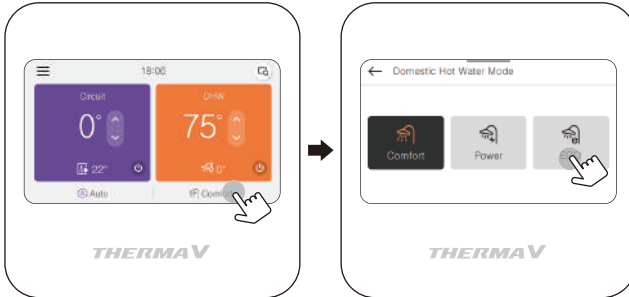 18:06
Circuit
DHW
0°
75°
22°
0°
Auto
Comfort
THERMA V
Domestic Hot Water Mode
Comfort
Power
THERMA V